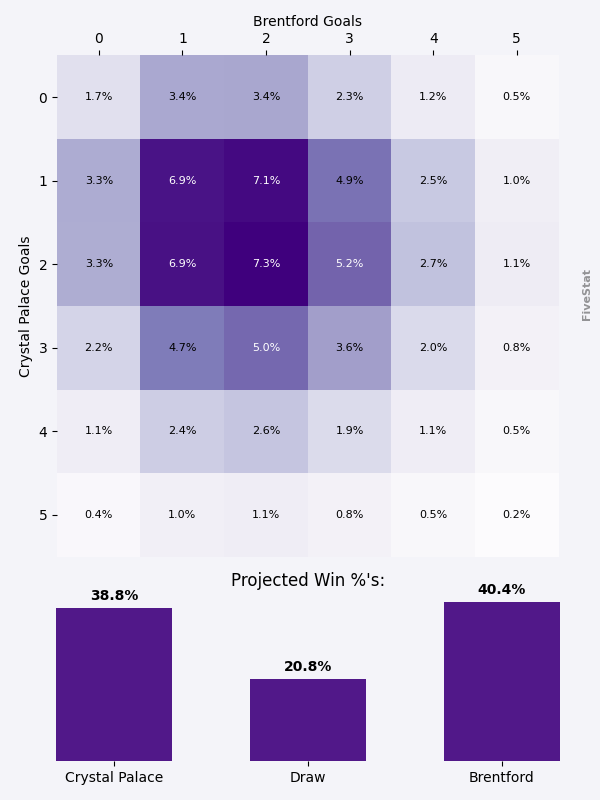 Brentford Goals
0 1 2 3 4 5
0 1.7% 3.4% 3.4% 2.3% 1.2% 0.5%
1 3.3% 6.9% 7.1% 4.9% 2.5% 1.0%
2 3.3% 6.9% 7.3% 5.2% 2.7% 1.1%
3 2.2% 4.7% 5.0% 3.6% 2.0% 0.8%
4 1.1% 2.4% 2.6% 1.9% 1.1% 0.5%
5 0.4% 1.0% 1.1% 0.8% 0.5% 0.2%
Crystal Palace Goals
FiveStat
Projected Win %'s:
38.8% 20.8% 40.4%
Crystal Palace Draw Brentford